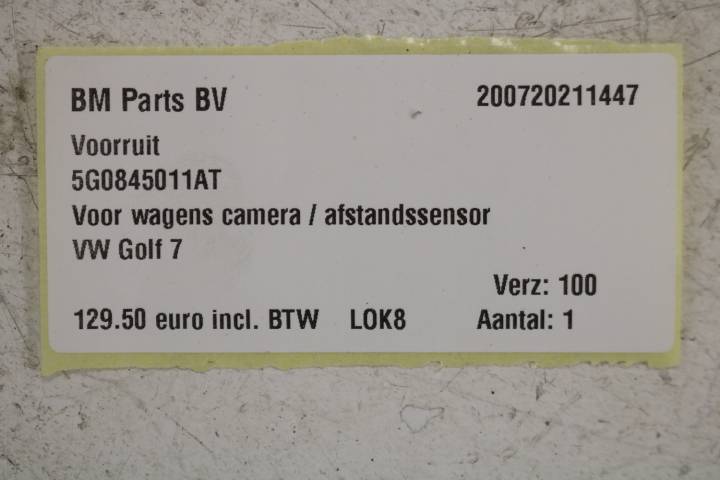 BM Parts BV 200720211447
Voorruit
5G0845011AT
Voor wagens camera / afstandssensor
VW Golf 7
Verz: 100
129.50 euro incl. BTW LOK8 Aantal: 1